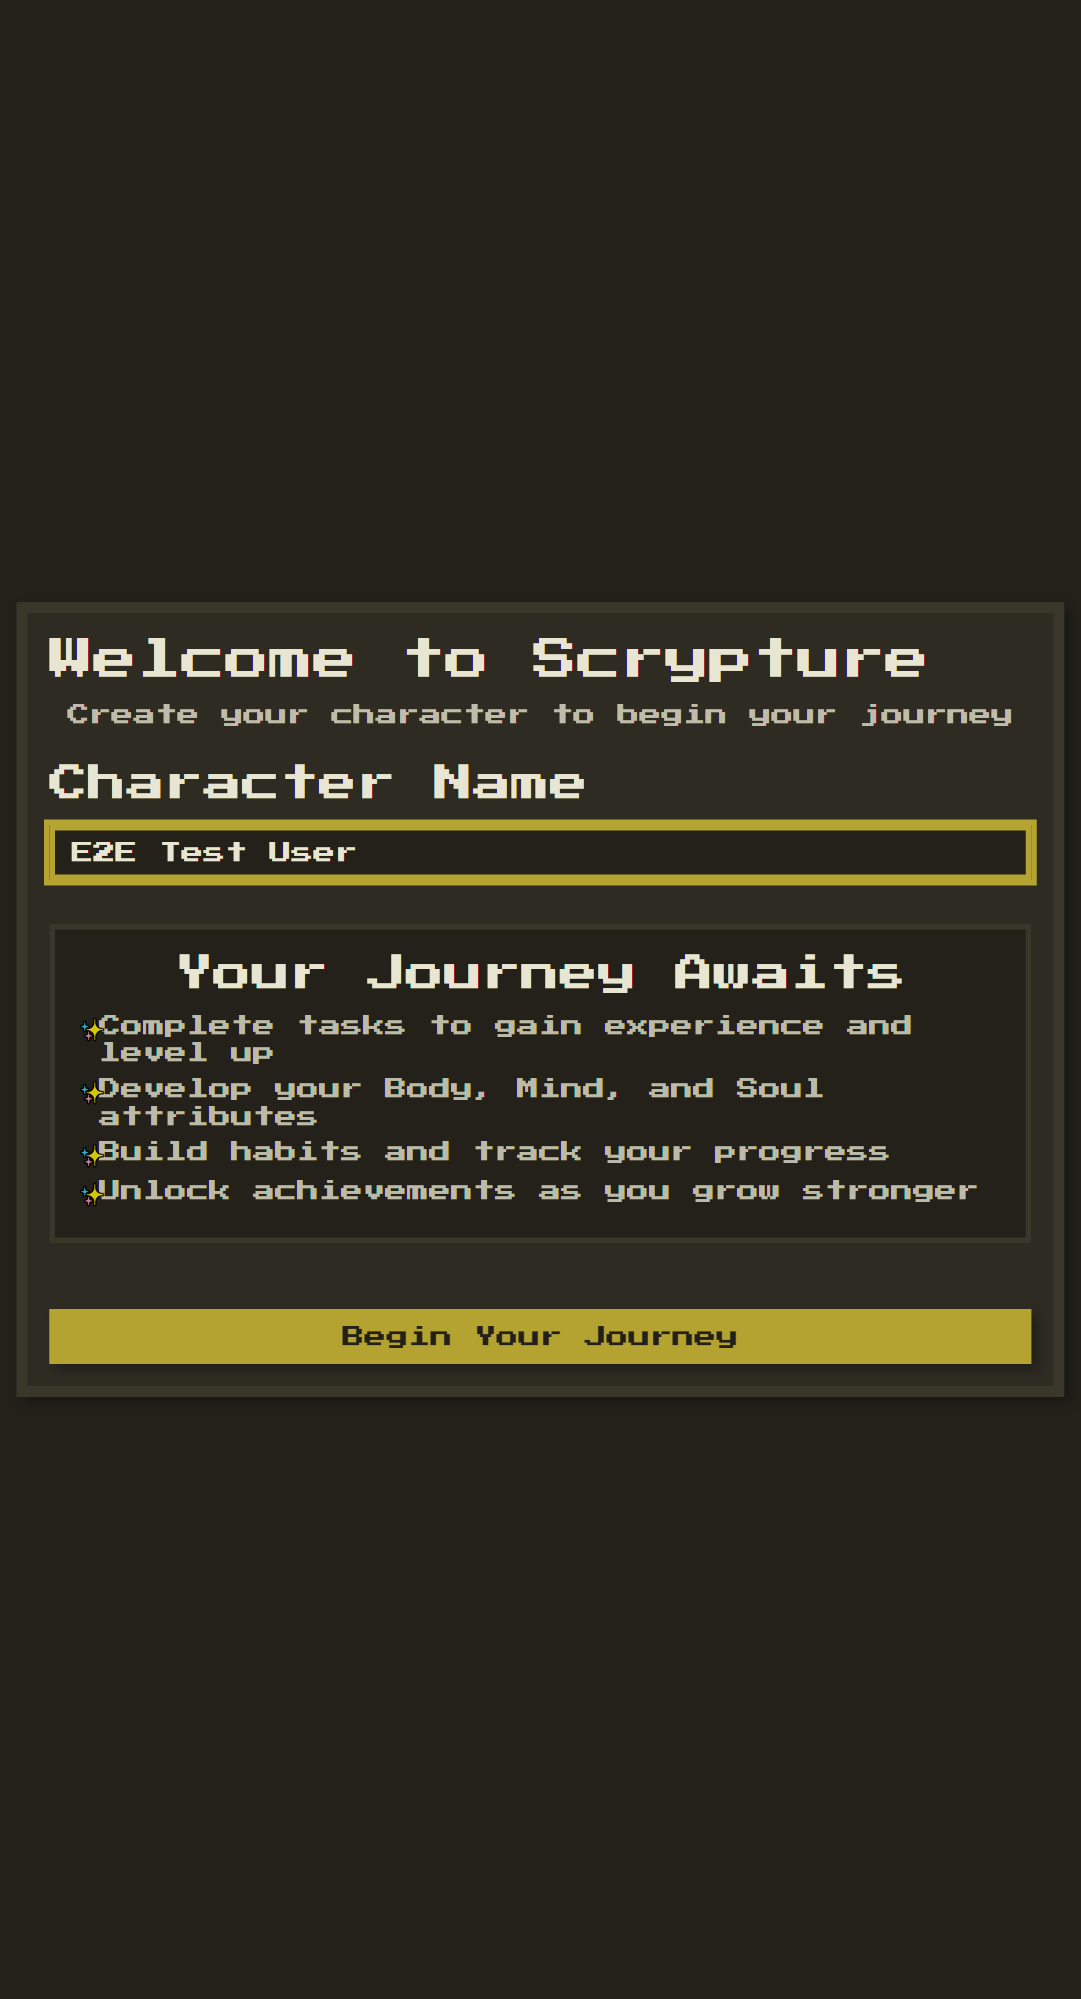 Welcome to Scrypture
Create your character to begin your journey
Character Name
E2E Test User
Your Journey Awaits
✨Complete tasks to gain experience and
level up
✨Develop your Body, Mind, and Soul
attributes
✨Build habits and track your progress
✨Unlock achievements as you grow stronger
Begin Your Journey